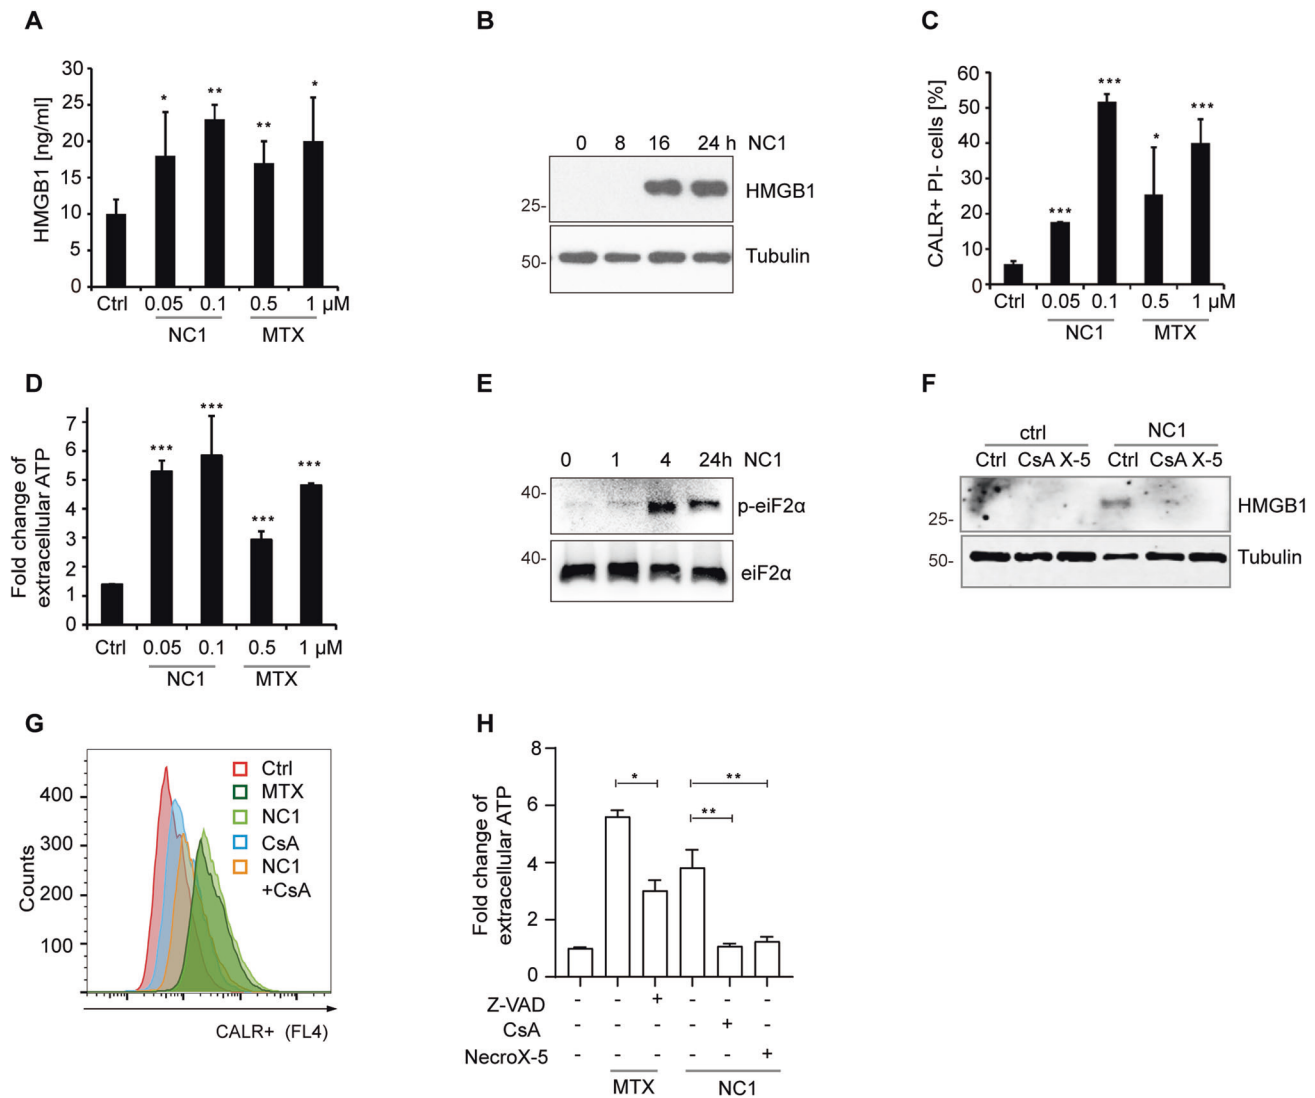 A
HMGB1 [ng/ml]
30
25
20
15
10
5
0
* ** ** *
Ctrl 0.05 0.1 0.5 1 µM
NC1 MTX
B
0 8 16 24 h NC1
HMGB1
25-
50-
Tubulin
C
CALR+ PI- cells [%]
60
50
40
30
20
10
0
*** *** * ***
Ctrl 0.05 0.1 0.5 1 µM
NC1 MTX
D
Fold change of
extracellular ATP
7
6
5
4
3
2
1
0
*** *** *** ***
Ctrl 0.05 0.1 0.5 1 µM
NC1 MTX
E
0 1 4 24h NC1
40-
p-eiF2α
40-
eiF2α
F
ctrl NC1
Ctrl CsA X-5 Ctrl CsA X-5
HMGB1
25-
50-
Tubulin
G
Counts
400
300
200
100
Ctrl
MTX
NC1
CsA
NC1
+CsA
CALR+ (FL4)
H
Fold change of
extracellular ATP
8
6
4
2
0
* ** **
Z-VAD - - + - - -
CsA - - - - + -
NecroX-5 - - - - - +
MTX NC1